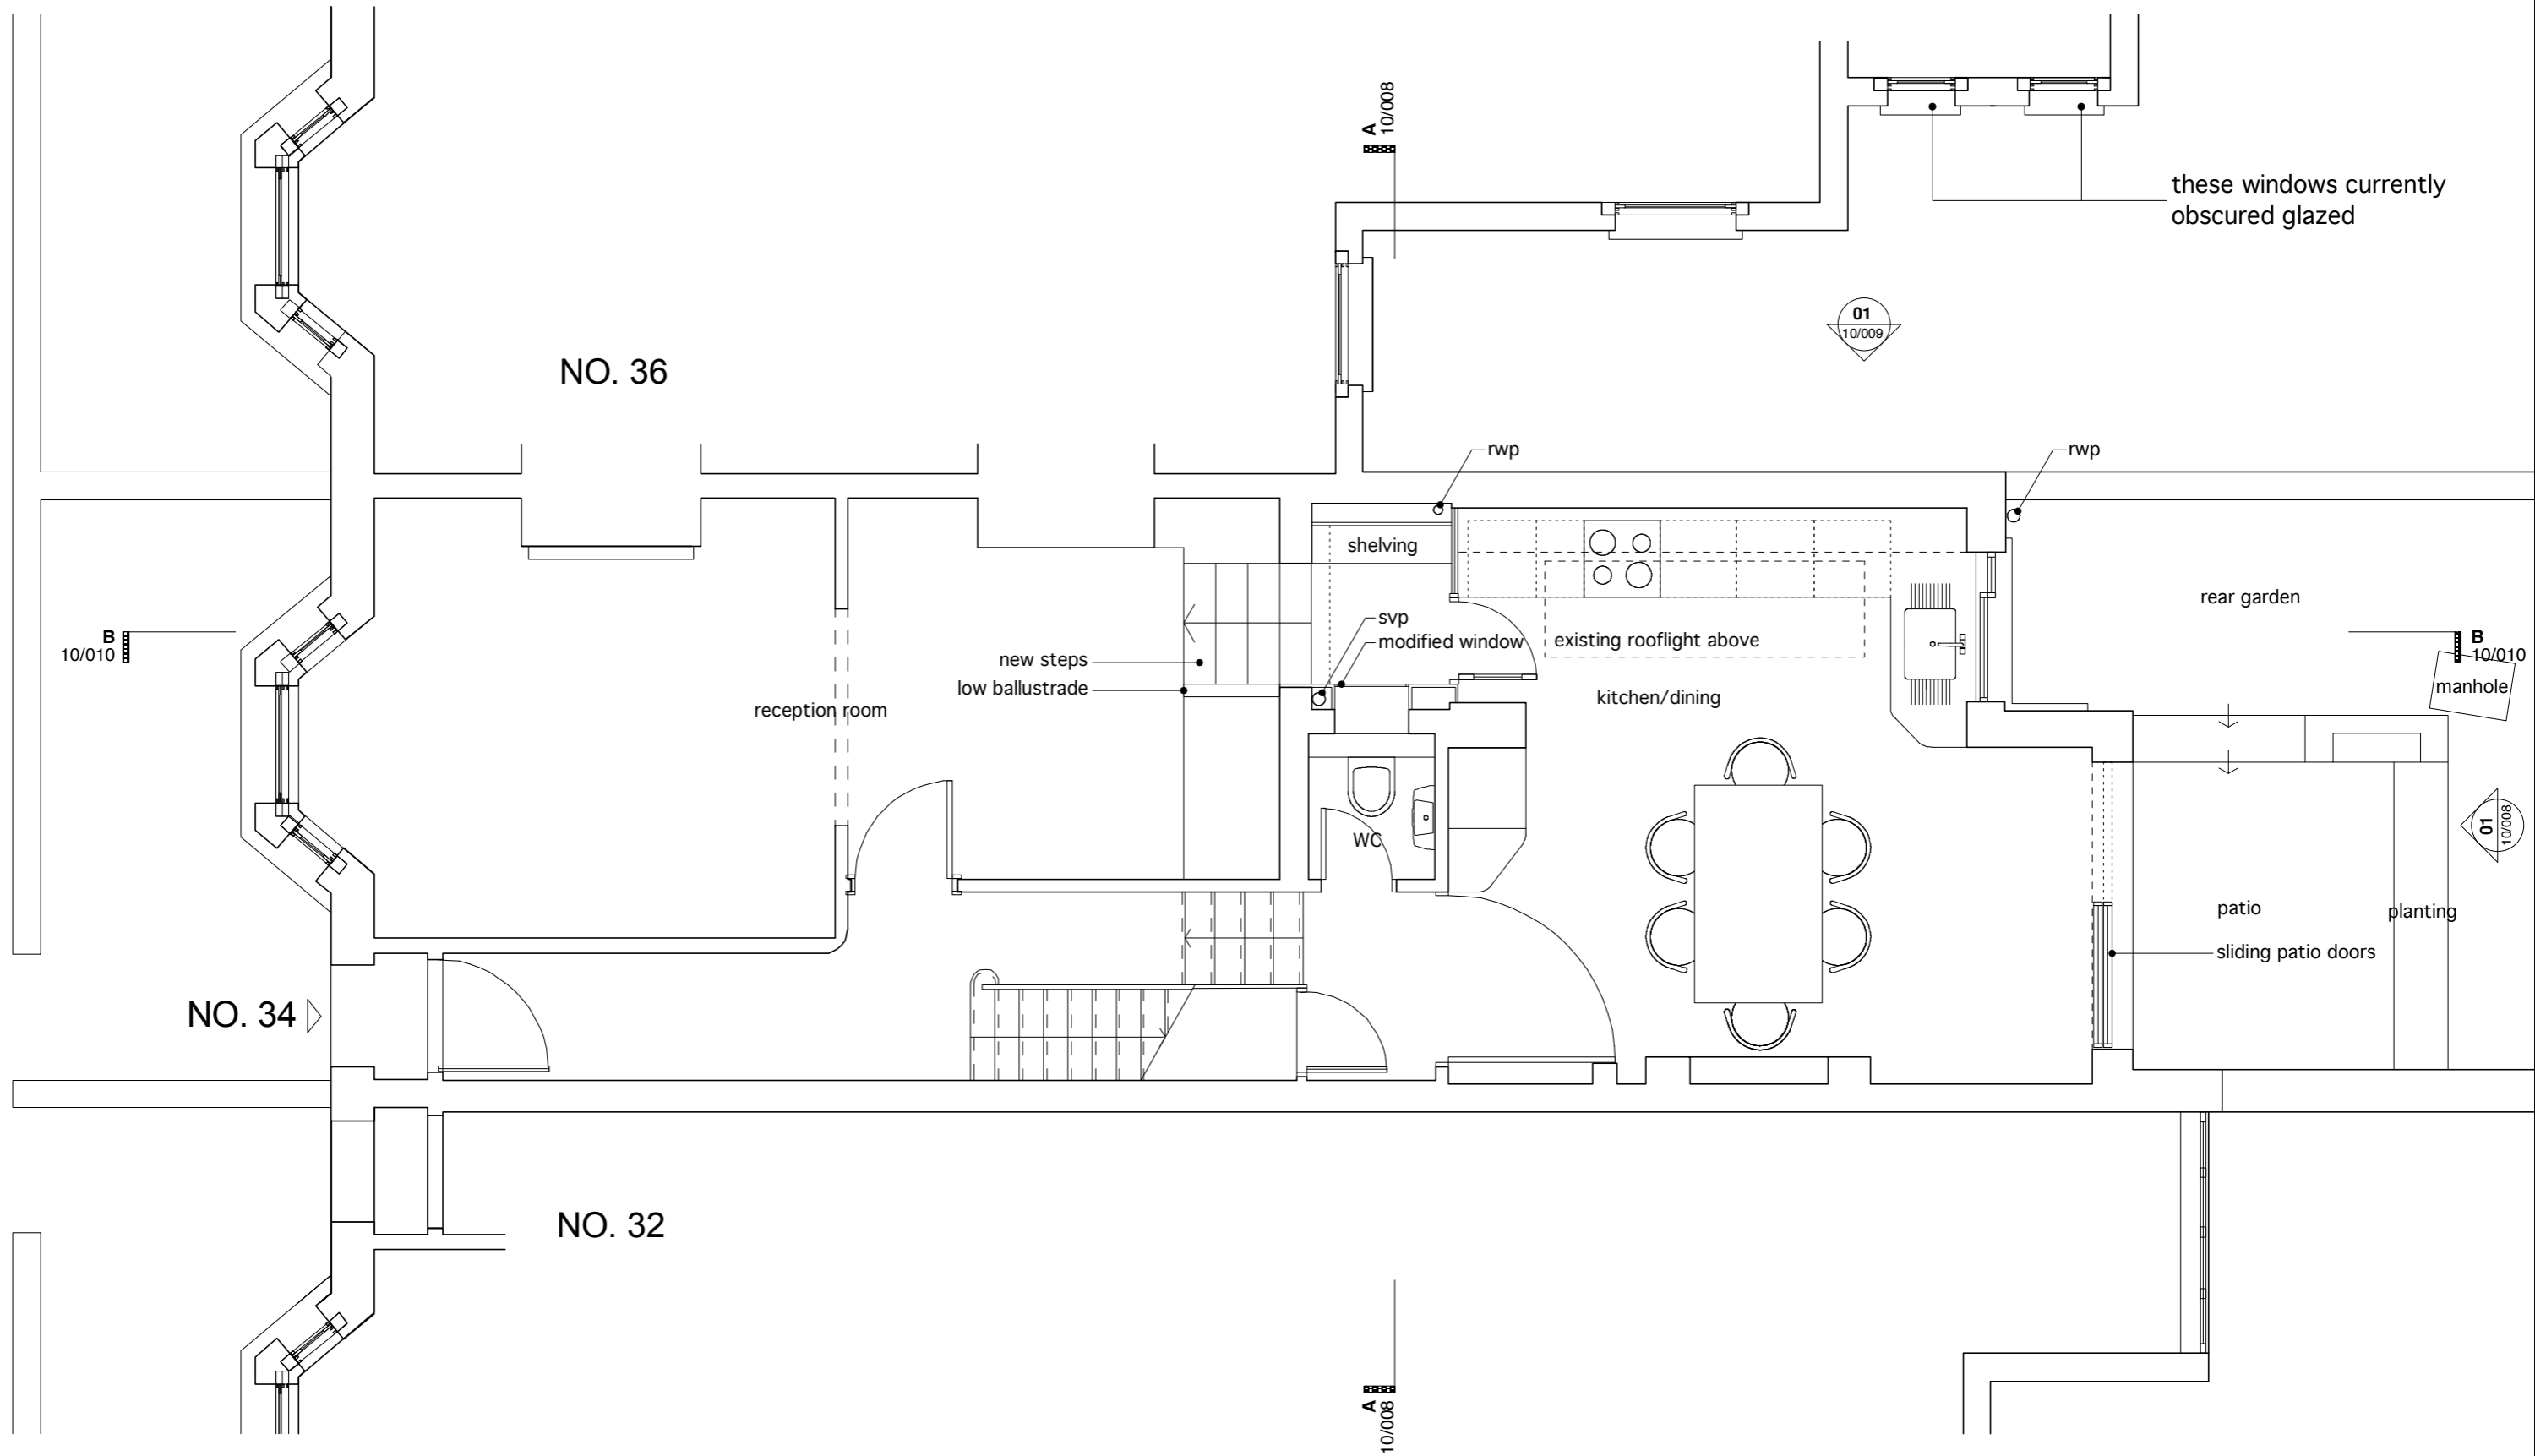 A
10/008
these windows currently
obscured glazed
01
10/009
NO. 36
rwp
rwp
shelving
rear garden
svp
modified window
existing rooflight above
B
10/010
B
10/010
new steps
low ballustrade
manhole
kitchen/dining
reception room
01
10/008
WC
patio
planting
sliding patio doors
NO. 34
NO. 32
A
10/008